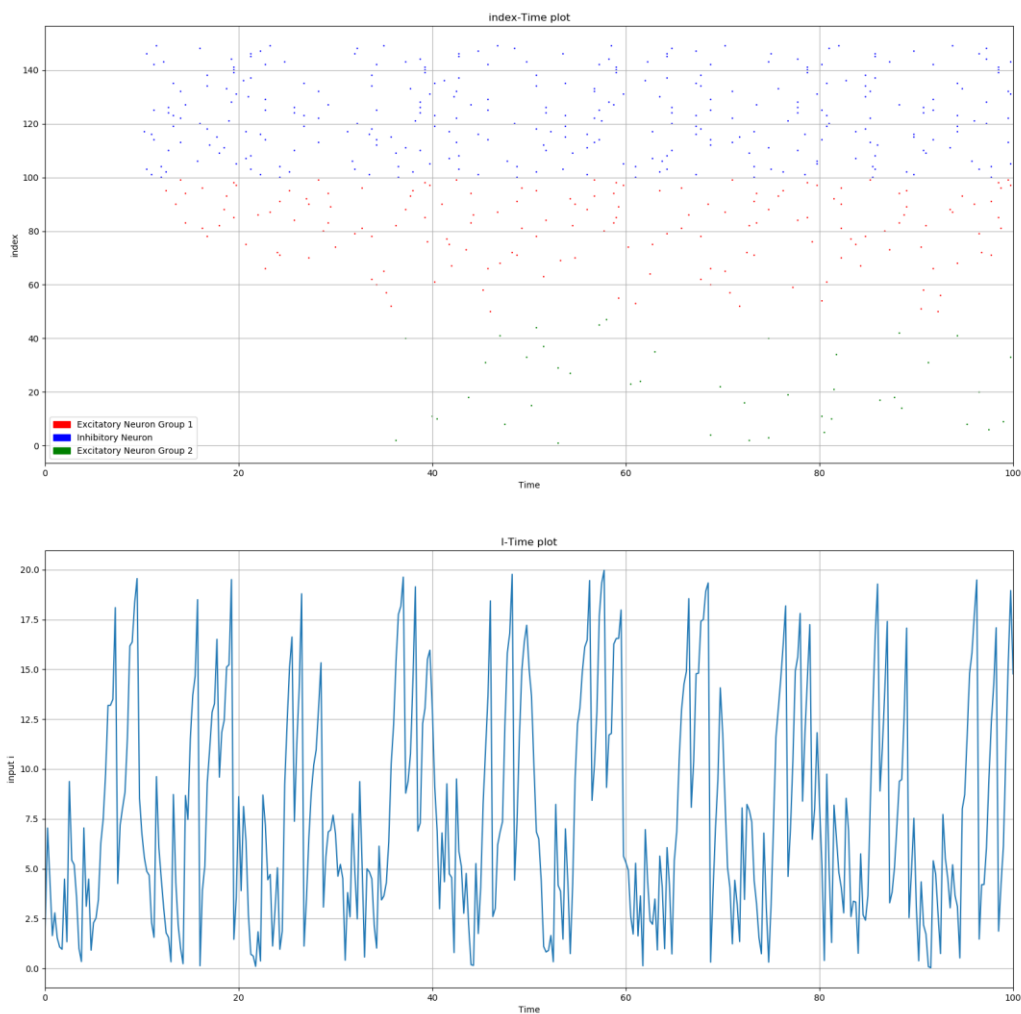 index-Time plot
140
120
100
80
60
40
20
0
index
Excitatory Neuron Group 1
Inhibitory Neuron
Excitatory Neuron Group 2
0 20 40 60 80 100
Time
I-Time plot
20.0
17.5
15.0
12.5
10.0
7.5
5.0
2.5
0.0
input i
0 20 40 60 80 100
Time